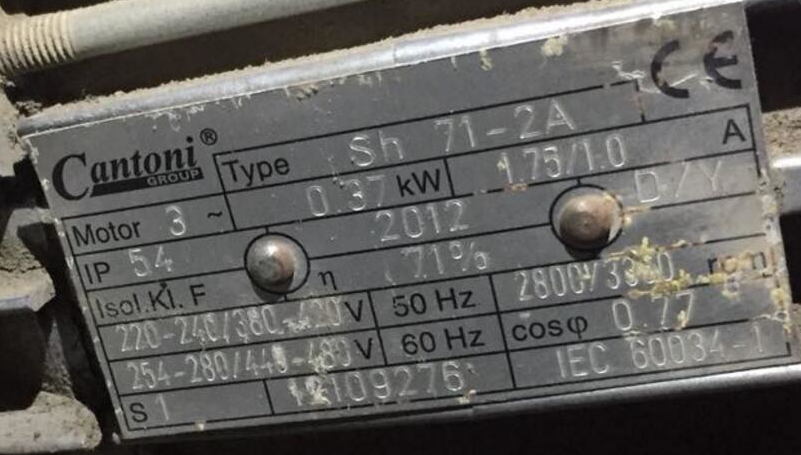 Cantoni® GROUP Type Sh 71-2A CE
Motor 3 ~ 0.37 kW 1.75/1.0 A
IP 54 2012 D/Y
Isol.Kl. F η 71%
220-240/380-420 V 50 Hz 2800/ rpm
254-280/440-480 V 60 Hz cosφ 0.77
S 1 IEC 60034-1